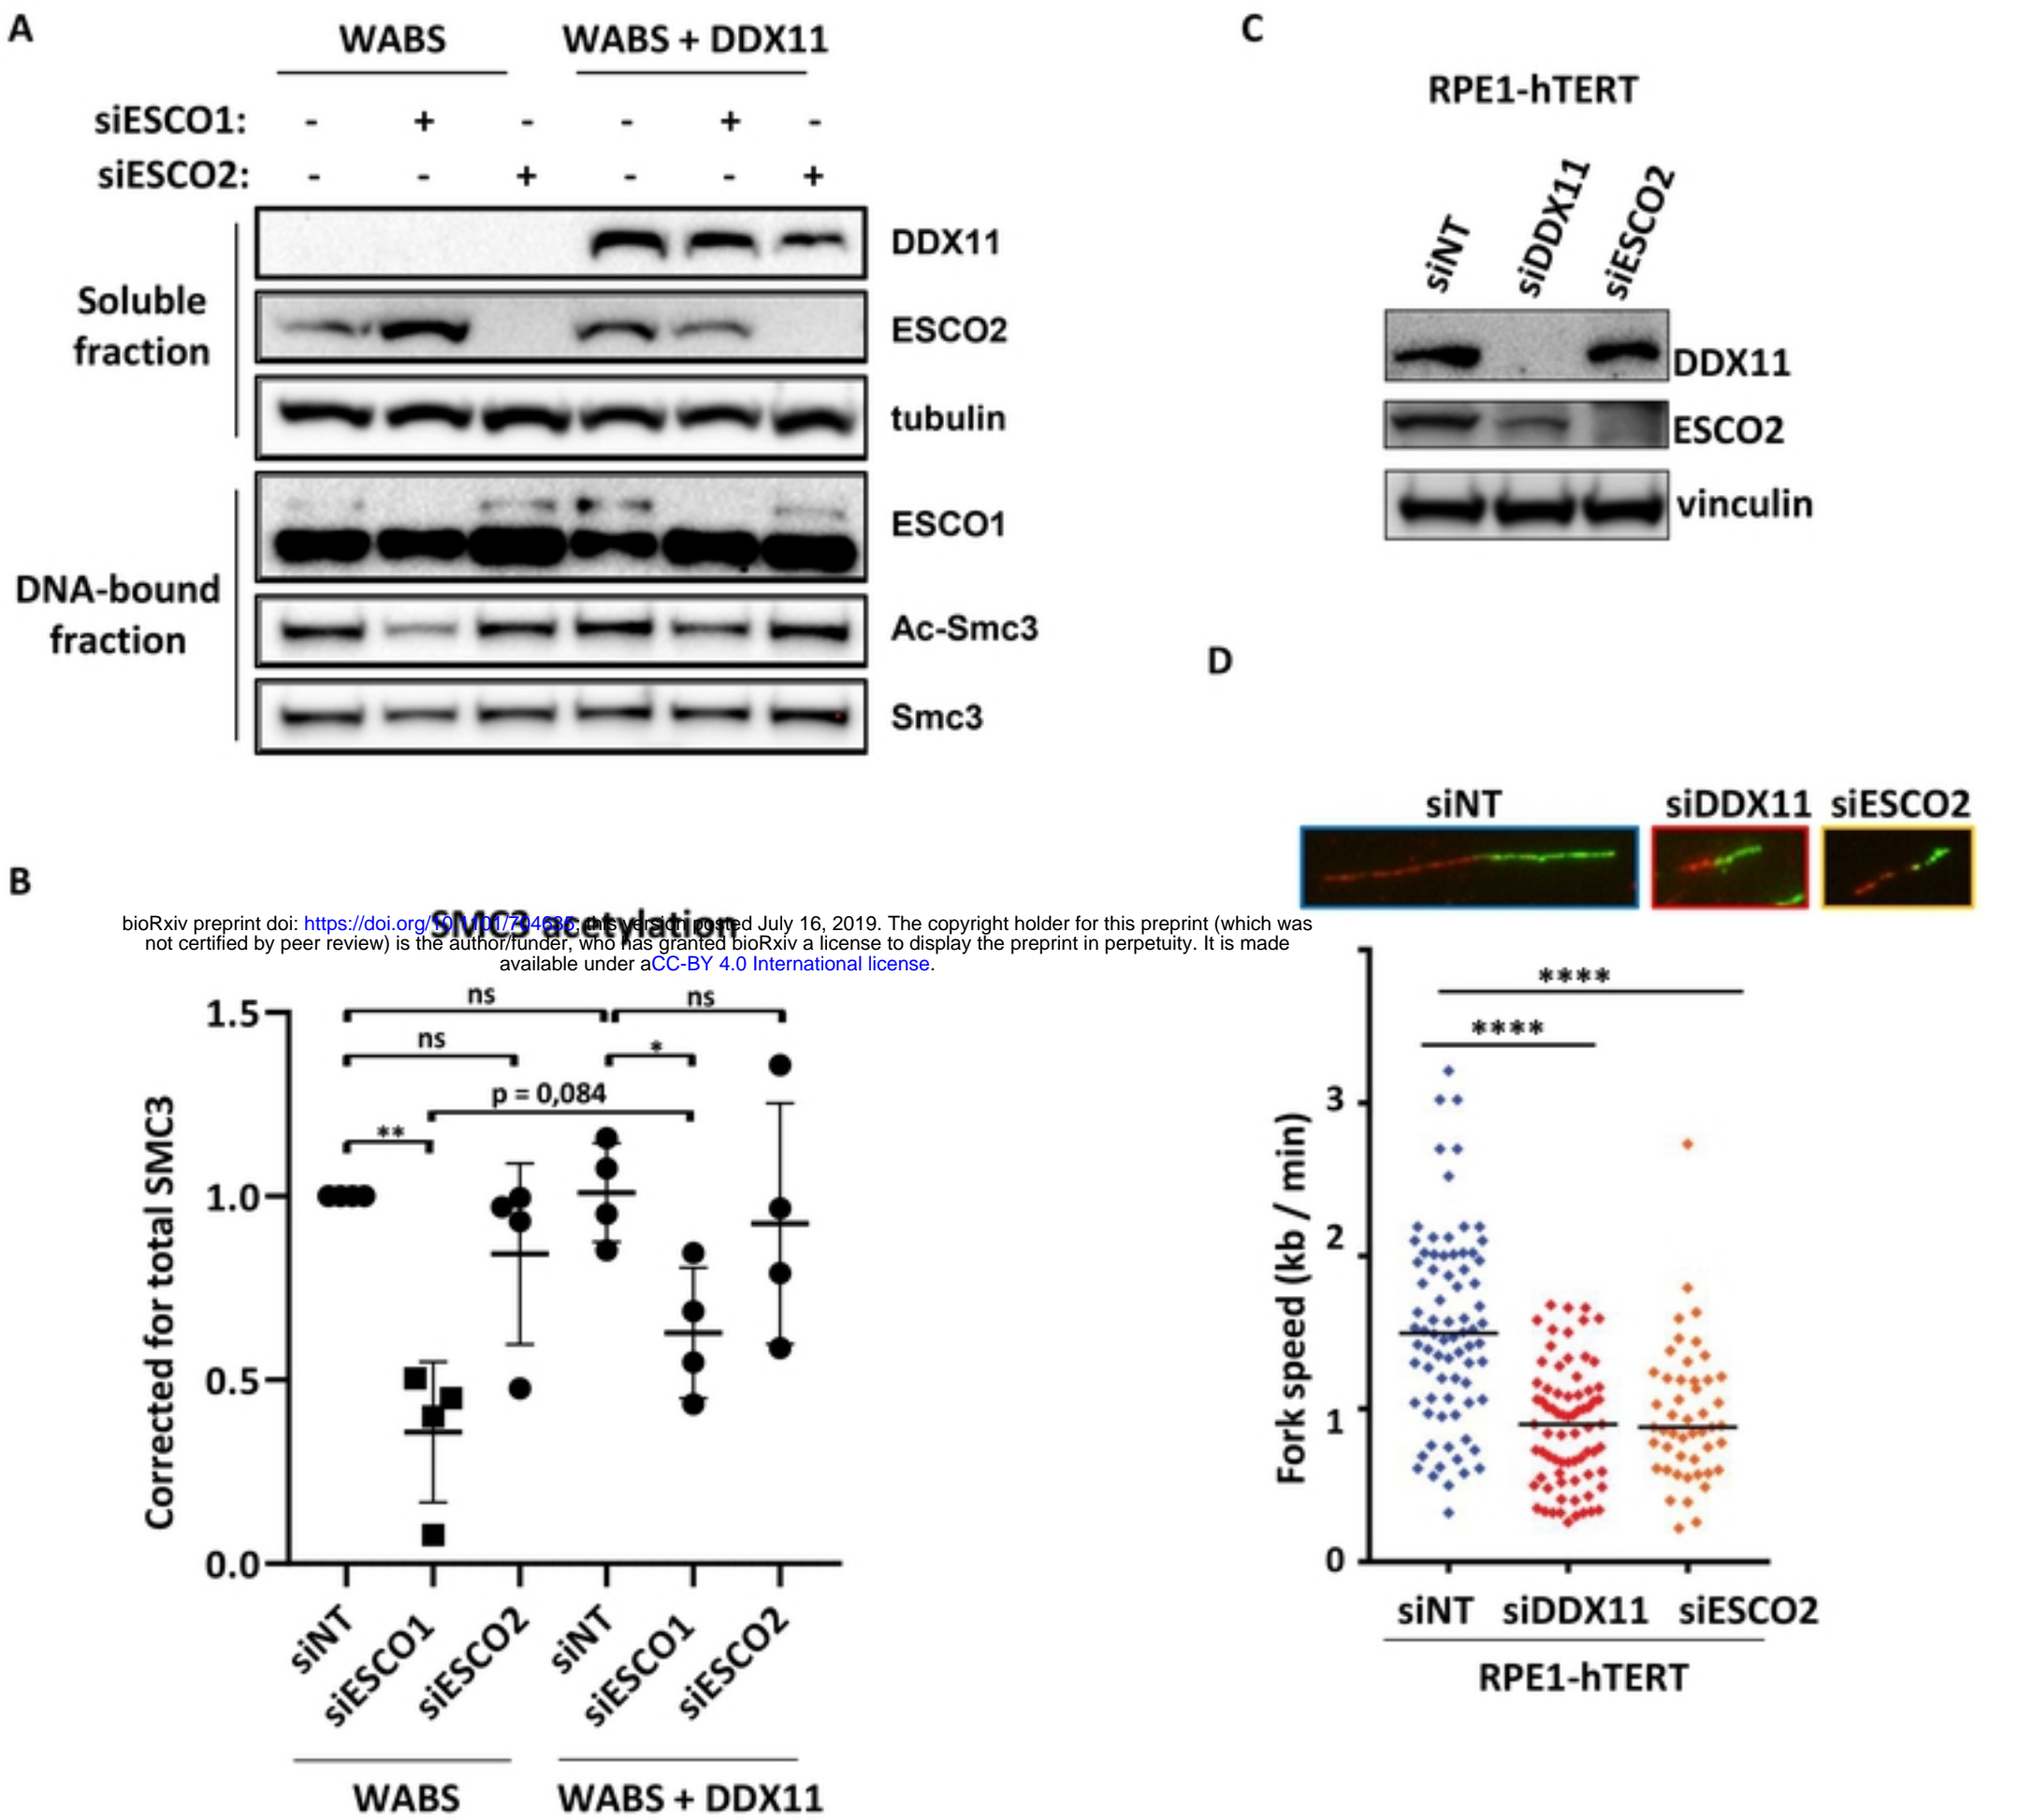 A
WABS WABS + DDX11
siESCO1: - + - - + -
siESCO2: - - + - - +
Soluble
fraction
DDX11
ESCO2
tubulin
DNA-bound
fraction
ESCO1
Ac-Smc3
Smc3
B
SMC3 acetylation
bioRxiv preprint doi: https://doi.org/10.1101/704635; this version posted July 16, 2019. The copyright holder for this preprint (which was
not certified by peer review) is the author/funder, who has granted bioRxiv a license to display the preprint in perpetuity. It is made
available under aCC-BY 4.0 International license.
Corrected for total SMC3
1.5
1.0
0.5
0.0
ns ns
ns *
p = 0,084
**
siNT siESCO1 siESCO2 siNT siESCO1 siESCO2
WABS WABS + DDX11
C
RPE1-hTERT
siNT siDDX11 siESCO2
DDX11
ESCO2
vinculin
D
siNT siDDX11 siESCO2
****
****
Fork speed (kb / min)
3
2
1
0
siNT siDDX11 siESCO2
RPE1-hTERT